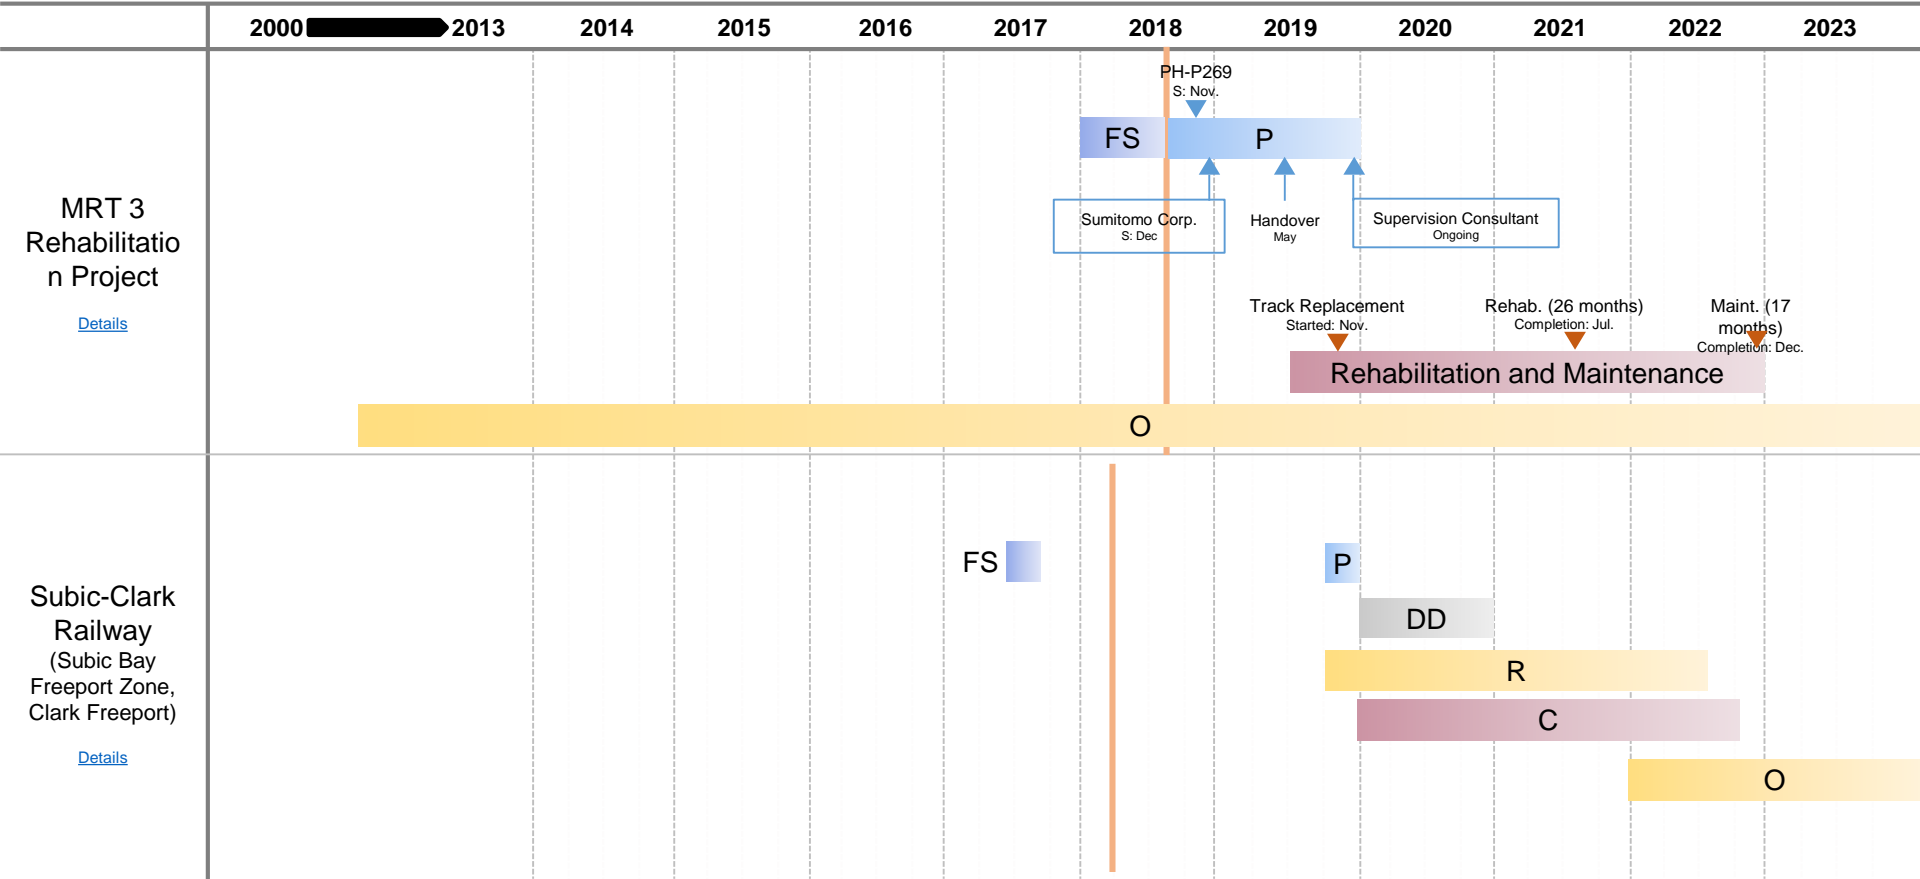 2000 2013 2014 2015 2016 2017 2018 2019 2020 2021 2022 2023
MRT 3
Rehabilitatio
n Project
Details
PH-P269
S: Nov.
FS
P
Sumitomo Corp.
S: Dec
Handover
May
Supervision Consultant
Ongoing
Track Replacement
Started: Nov.
Rehab. (26 months)
Completion: Jul.
Maint. (17
months)
Completion: Dec.
Rehabilitation and Maintenance
O
Subic-Clark
Railway
(Subic Bay
Freeport Zone,
Clark Freeport)
Details
FS
P
DD
R
C
O